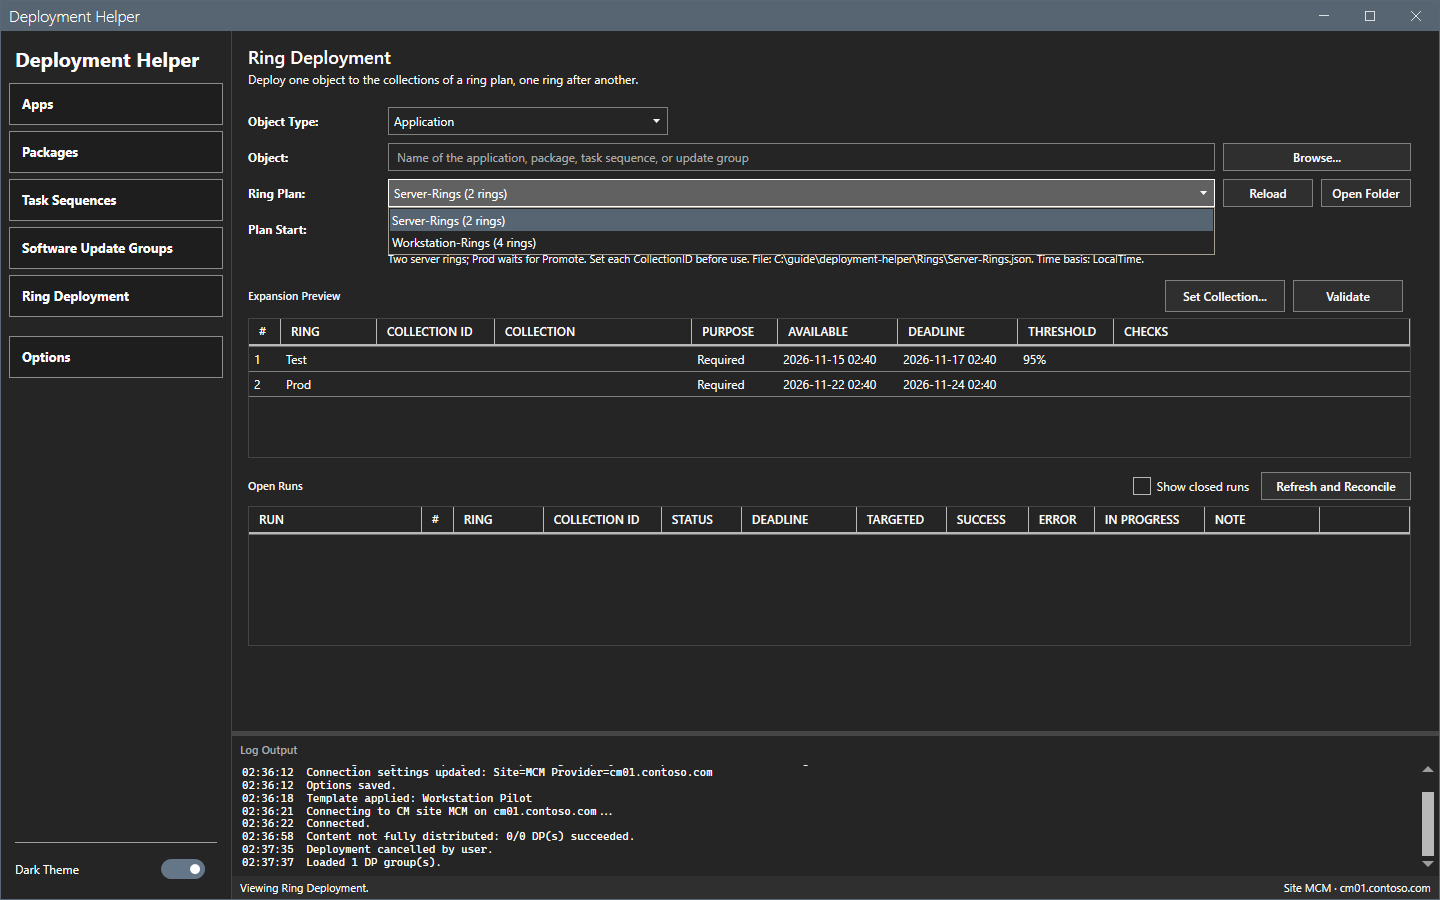 Deployment Helper
Deployment Helper
Apps
Packages
Task Sequences
Software Update Groups
Ring Deployment
Options
Dark Theme
Ring Deployment
Deploy one object to the collections of a ring plan, one ring after another.
Object Type: Application
Object: Name of the application, package, task sequence, or update group Browse...
Ring Plan: Server-Rings (2 rings) Reload Open Folder
Server-Rings (2 rings)
Plan Start:
Workstation-Rings (4 rings)
Two server rings; Prod waits for Promote. Set each CollectionID before use. File: C:\guide\deployment-helper\Rings\Server-Rings.json. Time basis: LocalTime.
Expansion Preview Set Collection... Validate
# RING COLLECTION ID COLLECTION PURPOSE AVAILABLE DEADLINE THRESHOLD CHECKS
1 Test Required 2026-11-15 02:40 2026-11-17 02:40 95%
2 Prod Required 2026-11-22 02:40 2026-11-24 02:40
Open Runs Show closed runs Refresh and Reconcile
RUN # RING COLLECTION ID STATUS DEADLINE TARGETED SUCCESS ERROR IN PROGRESS NOTE
Log Output
02:36:12 Connection settings updated: Site=MCM Provider=cm01.contoso.com
02:36:12 Options saved.
02:36:18 Template applied: Workstation Pilot
02:36:21 Connecting to CM site MCM on cm01.contoso.com...
02:36:22 Connected.
02:36:58 Content not fully distributed: 0/0 DP(s) succeeded.
02:37:35 Deployment cancelled by user.
02:37:37 Loaded 1 DP group(s).
Viewing Ring Deployment. Site MCM · cm01.contoso.com